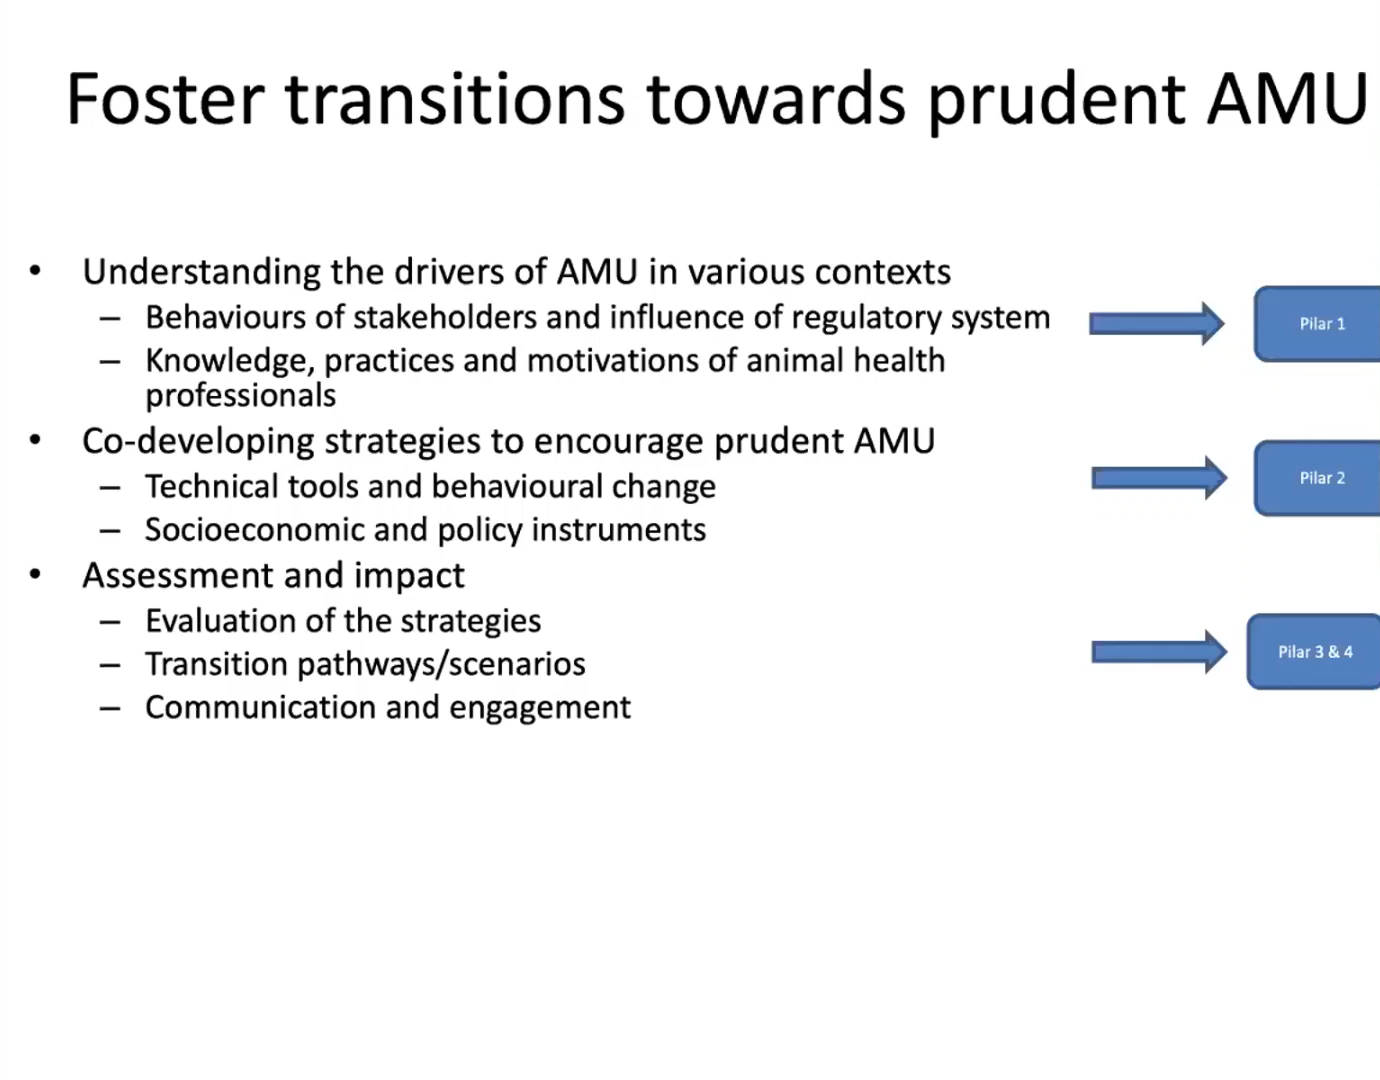 Foster transitions towards prudent AMU
• Understanding the drivers of AMU in various contexts
– Behaviours of stakeholders and influence of regulatory system
Pilar 1
– Knowledge, practices and motivations of animal health
professionals
• Co-developing strategies to encourage prudent AMU
– Technical tools and behavioural change
Pilar 2
– Socioeconomic and policy instruments
• Assessment and impact
– Evaluation of the strategies
– Transition pathways/scenarios
Pilar 3 & 4
– Communication and engagement